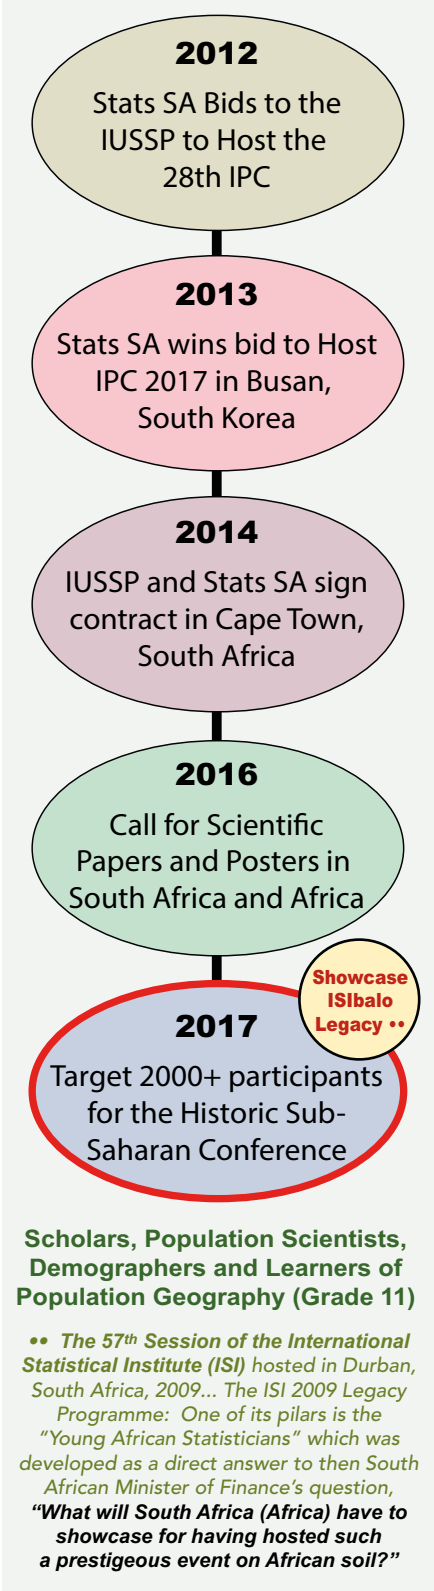 2012
Stats SA Bids to the
IUSSP to Host the
28th IPC
2013
Stats SA wins bid to Host
IPC 2017 in Busan,
South Korea
2014
IUSSP and Stats SA sign
contract in Cape Town,
South Africa
2016
Call for Scientific
Papers and Posters in
South Africa and Africa
Showcase
ISIbalo
Legacy ••
2017
Target 2000+ participants
for the Historic Sub-
Saharan Conference
Scholars, Population Scientists,
Demographers and Learners of
Population Geography (Grade 11)
•• The 57th Session of the International
Statistical Institute (ISI) hosted in Durban,
South Africa, 2009... The ISI 2009 Legacy
Programme: One of its pilars is the
“Young African Statisticians” which was
developed as a direct answer to then South
African Minister of Finance’s question,
“What will South Africa (Africa) have to
showcase for having hosted such
a prestigeous event on African soil?”